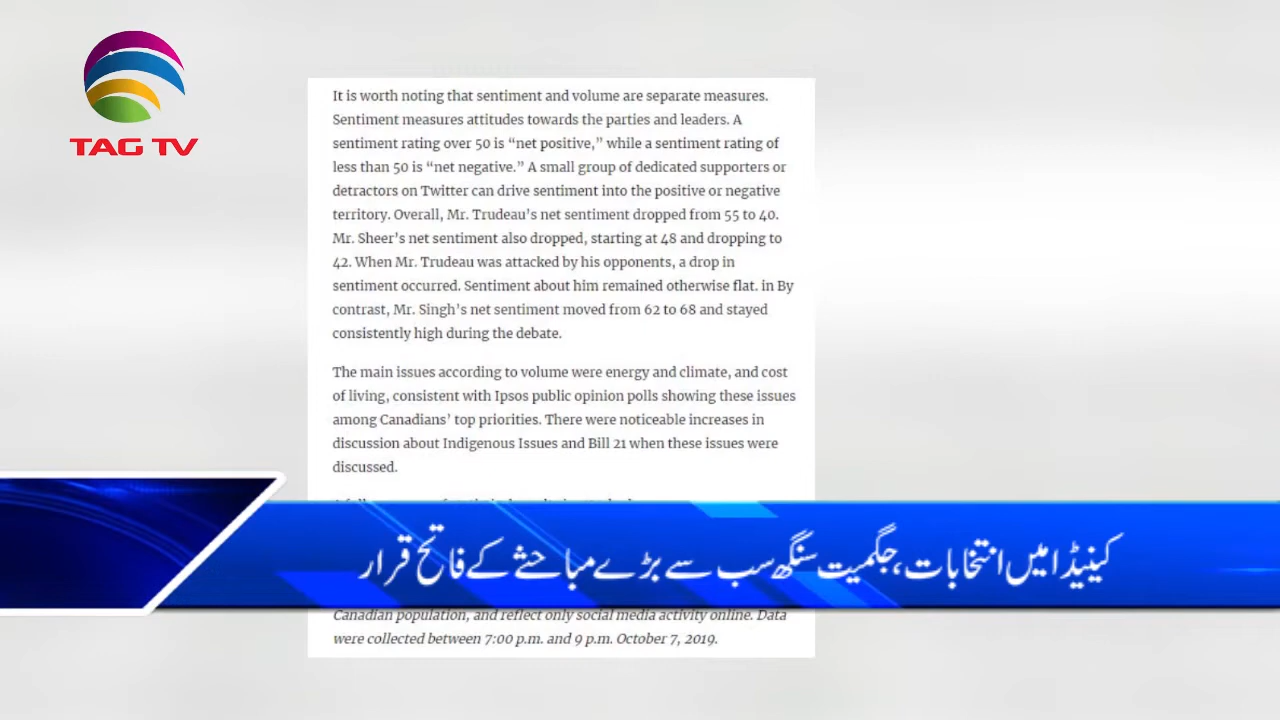 TAG TV
It is worth noting that sentiment and volume are separate measures.
Sentiment measures attitudes towards the parties and leaders. A
sentiment rating over 50 is “net positive,” while a sentiment rating of
less than 50 is “net negative.” A small group of dedicated supporters or
detractors on Twitter can drive sentiment into the positive or negative
territory. Overall, Mr. Trudeau’s net sentiment dropped from 55 to 40.
Mr. Sheer’s net sentiment also dropped, starting at 48 and dropping to
42. When Mr. Trudeau was attacked by his opponents, a drop in
sentiment occurred. Sentiment about him remained otherwise flat. in By
contrast, Mr. Singh’s net sentiment moved from 62 to 68 and stayed
consistently high during the debate.
The main issues according to volume were energy and climate, and cost
of living, consistent with Ipsos public opinion polls showing these issues
among Canadians’ top priorities. There were noticeable increases in
discussion about Indigenous Issues and Bill 21 when these issues were
discussed.
کینیڈا میں انتخابات، جگمیت سنگھ سب سے بڑے مباحثے کے فاتح قرار
Canadian population, and reflect only social media activity online. Data
were collected between 7:00 p.m. and 9 p.m. October 7, 2019.